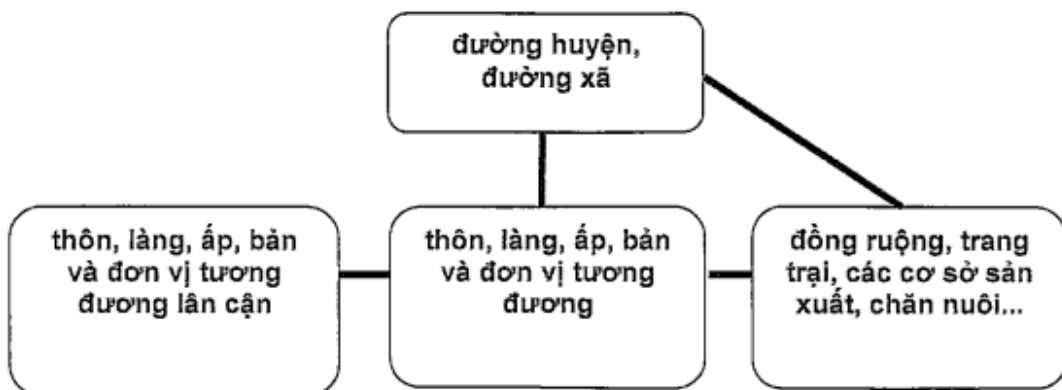 đường huyện,
đường xã
thôn, làng, ấp, bản
và đơn vị tương
đương lân cận
thôn, làng, ấp, bản
và đơn vị tương
đương
đồng ruộng, trang
trại, các cơ sở sản
xuất, chăn nuôi...